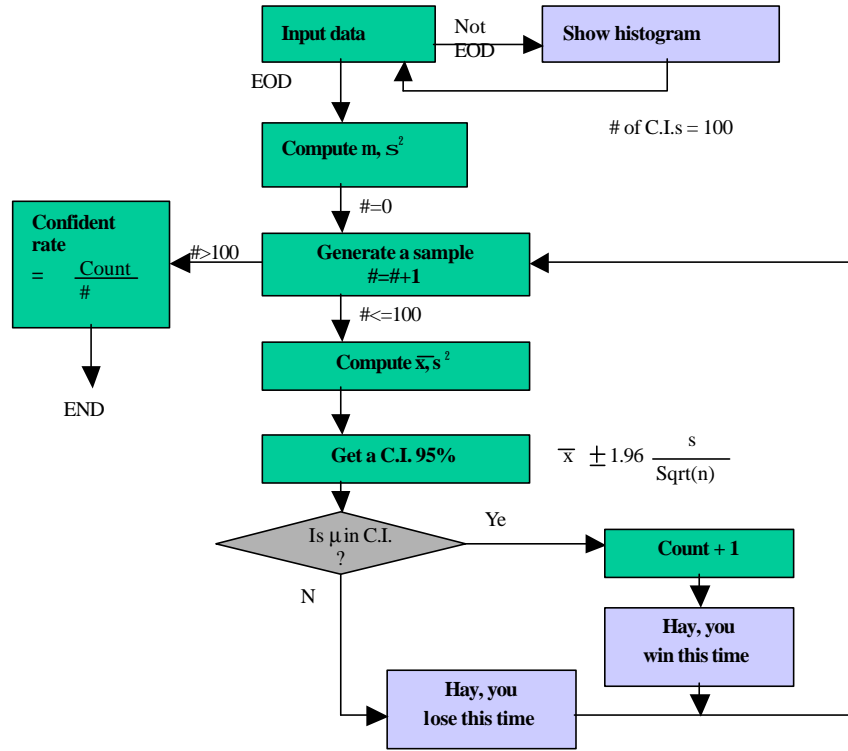 Input data
Not
EOD
Show histogram
EOD
# of C.I.s = 100
Compute m, s²
#=0
Confident
rate
= Count
#
#>100
Generate a sample
#=#+1
#<=100
Compute x̅, s²
END
Get a C.I. 95%
x̅ ± 1.96 s
Sqrt(n)
Is µ in C.I.
?
Ye
Count + 1
N
Hay, you
win this time
Hay, you
lose this time